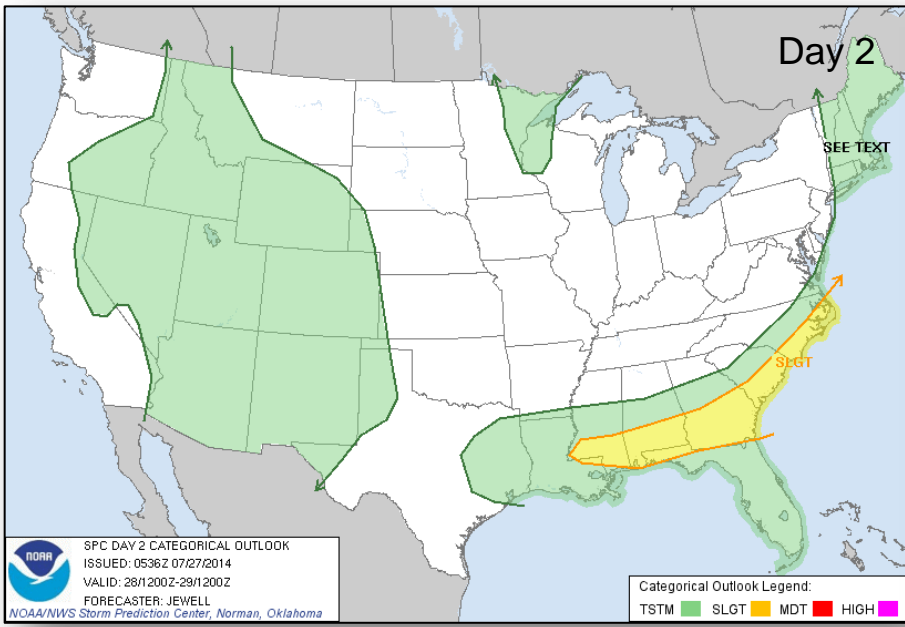 Day 2
SEE TEXT
SLGT
NOAA
SPC DAY 2 CATEGORICAL OUTLOOK
ISSUED: 0536Z 07/27/2014
VALID: 28/1200Z-29/1200Z
FORECASTER: JEWELL
NOAA/NWS Storm Prediction Center, Norman, Oklahoma
Categorical Outlook Legend:
TSTM SLGT MDT HIGH